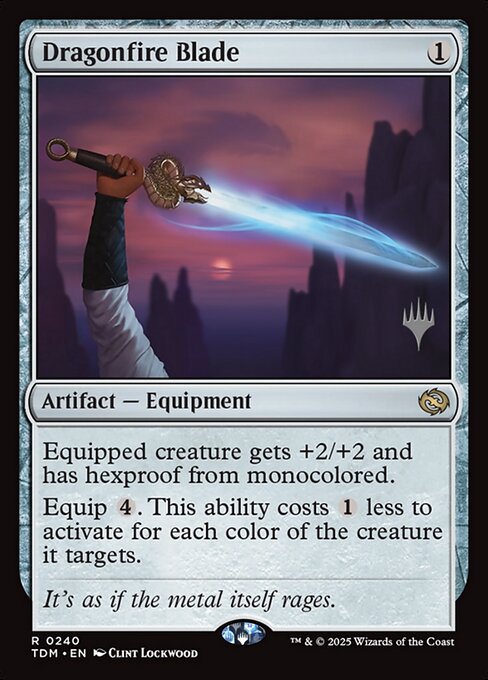 Dragonfire Blade 1
Artifact — Equipment
Equipped creature gets +2/+2 and
has hexproof from monocolored.
Equip 4. This ability costs 1 less to
activate for each color of the creature
it targets.
It's as if the metal itself rages.
R 0240
TDM • EN Clint Lockwood
™ & © 2025 Wizards of the Coast